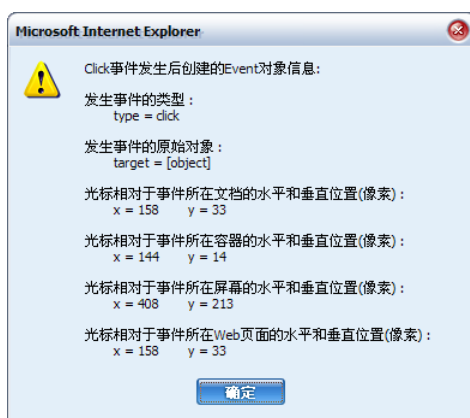 Microsoft Internet Explorer
Click事件发生后创建的Event对象信息:
发生事件的类型：
type = click
发生事件的原始对象：
target = [object]
光标相对于事件所在文档的水平和垂直位置(像素)：
x = 158 y = 33
光标相对于事件所在容器的水平和垂直位置(像素)：
x = 144 y = 14
光标相对于事件所在屏幕的水平和垂直位置(像素)：
x = 408 y = 213
光标相对于事件所在Web页面的水平和垂直位置(像素)：
x = 158 y = 33
确定